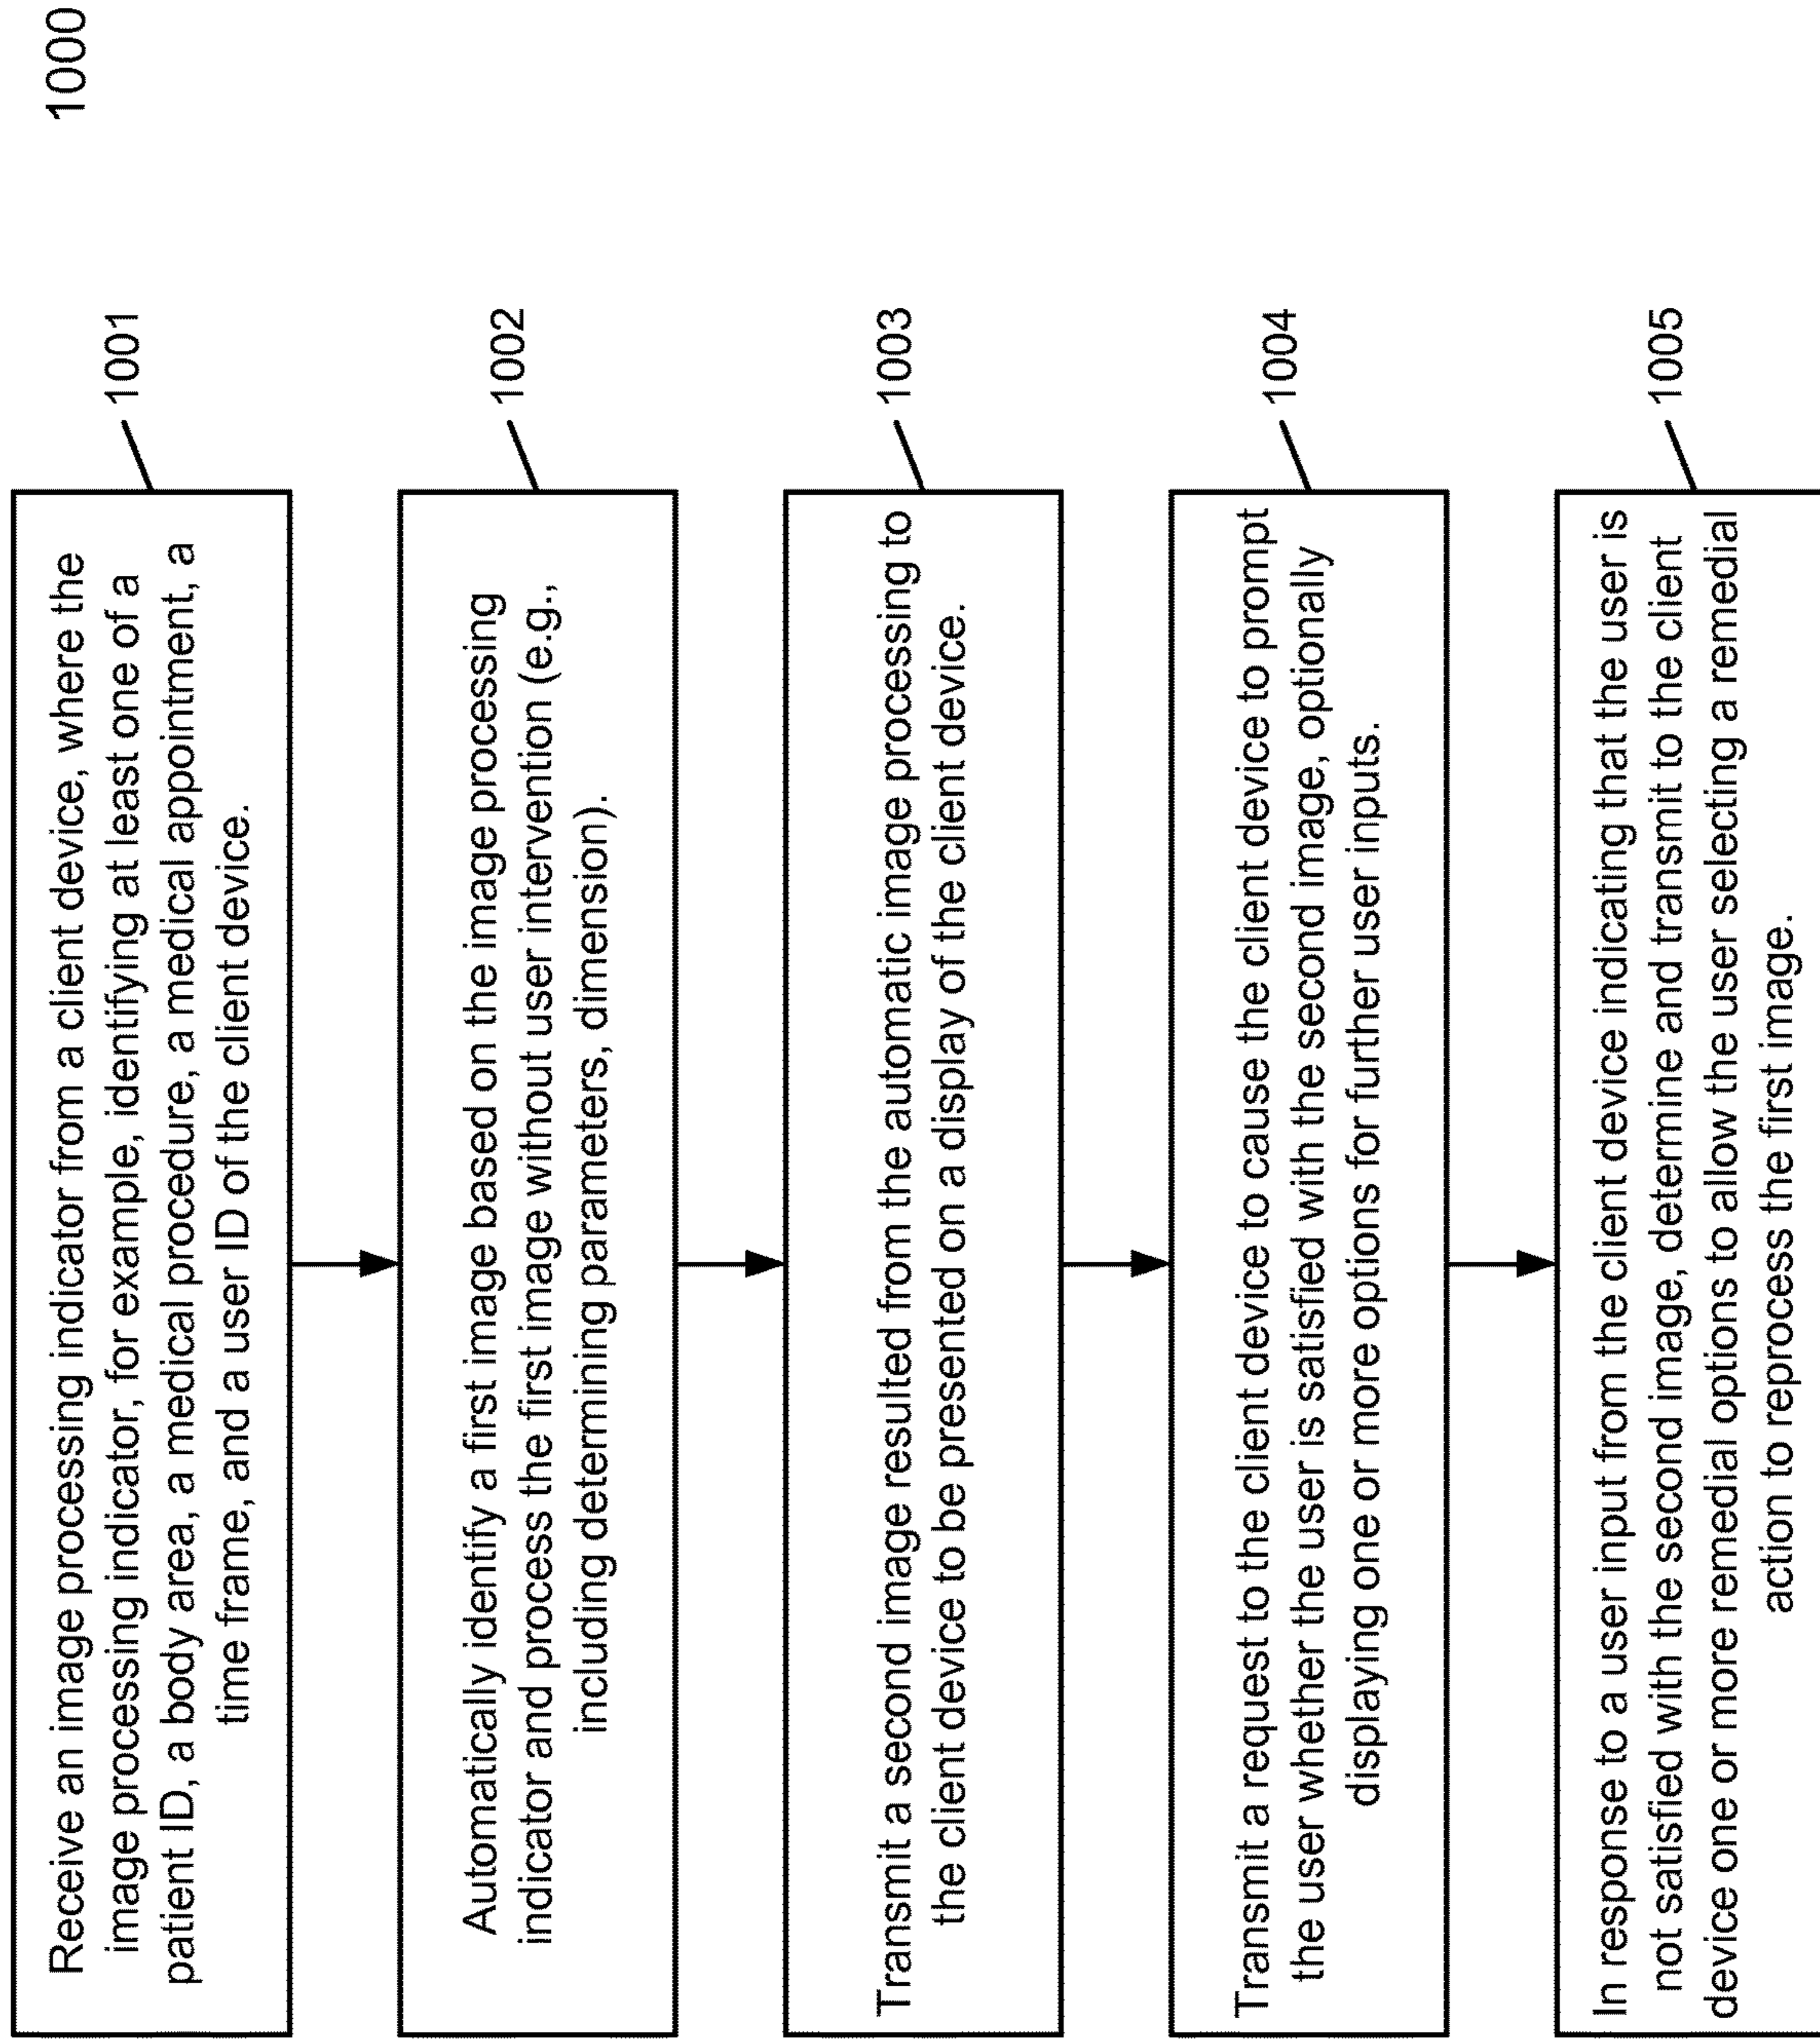 1000
Receive an image processing indicator from a client device, where the
image processing indicator, for example, identifying at least one of a
patient ID, a body area, a medical procedure, a medical appointment, a
time frame, and a user ID of the client device.
1001
Automatically identify a first image based on the image processing
indicator and process the first image without user intervention (e.g.,
including determining parameters, dimension).
1002
Transmit a second image resulted from the automatic image processing to
the client device to be presented on a display of the client device.
1003
Transmit a request to the client device to cause the client device to prompt
the user whether the user is satisfied with the second image, optionally
displaying one or more options for further user inputs.
1004
In response to a user input from the client device indicating that the user is
not satisfied with the second image, determine and transmit to the client
device one or more remedial options to allow the user selecting a remedial
action to reprocess the first image.
1005